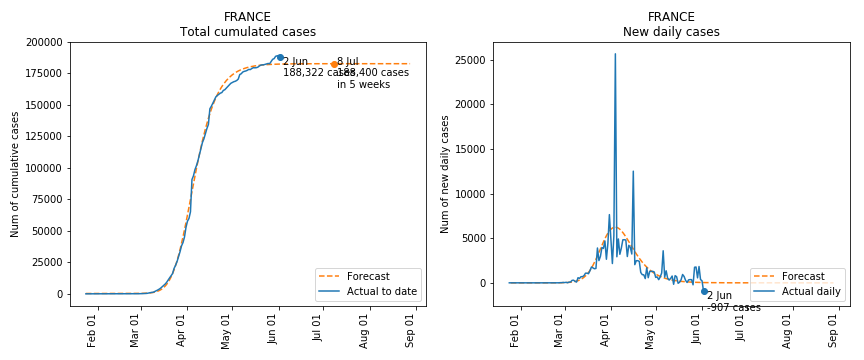 FRANCE
Total cumulated cases
Num of cumulative cases
200000
175000
150000
125000
100000
75000
50000
25000
0
2 Jun
188,322 cases
8 Jul
188,400 cases
in 5 weeks
Forecast
Actual to date
Feb 01
Mar 01
Apr 01
May 01
Jun 01
Jul 01
Aug 01
Sep 01
FRANCE
New daily cases
Num of new daily cases
25000
20000
15000
10000
5000
0
2 Jun
-907 cases
Forecast
Actual daily
Feb 01
Mar 01
Apr 01
May 01
Jun 01
Jul 01
Aug 01
Sep 01